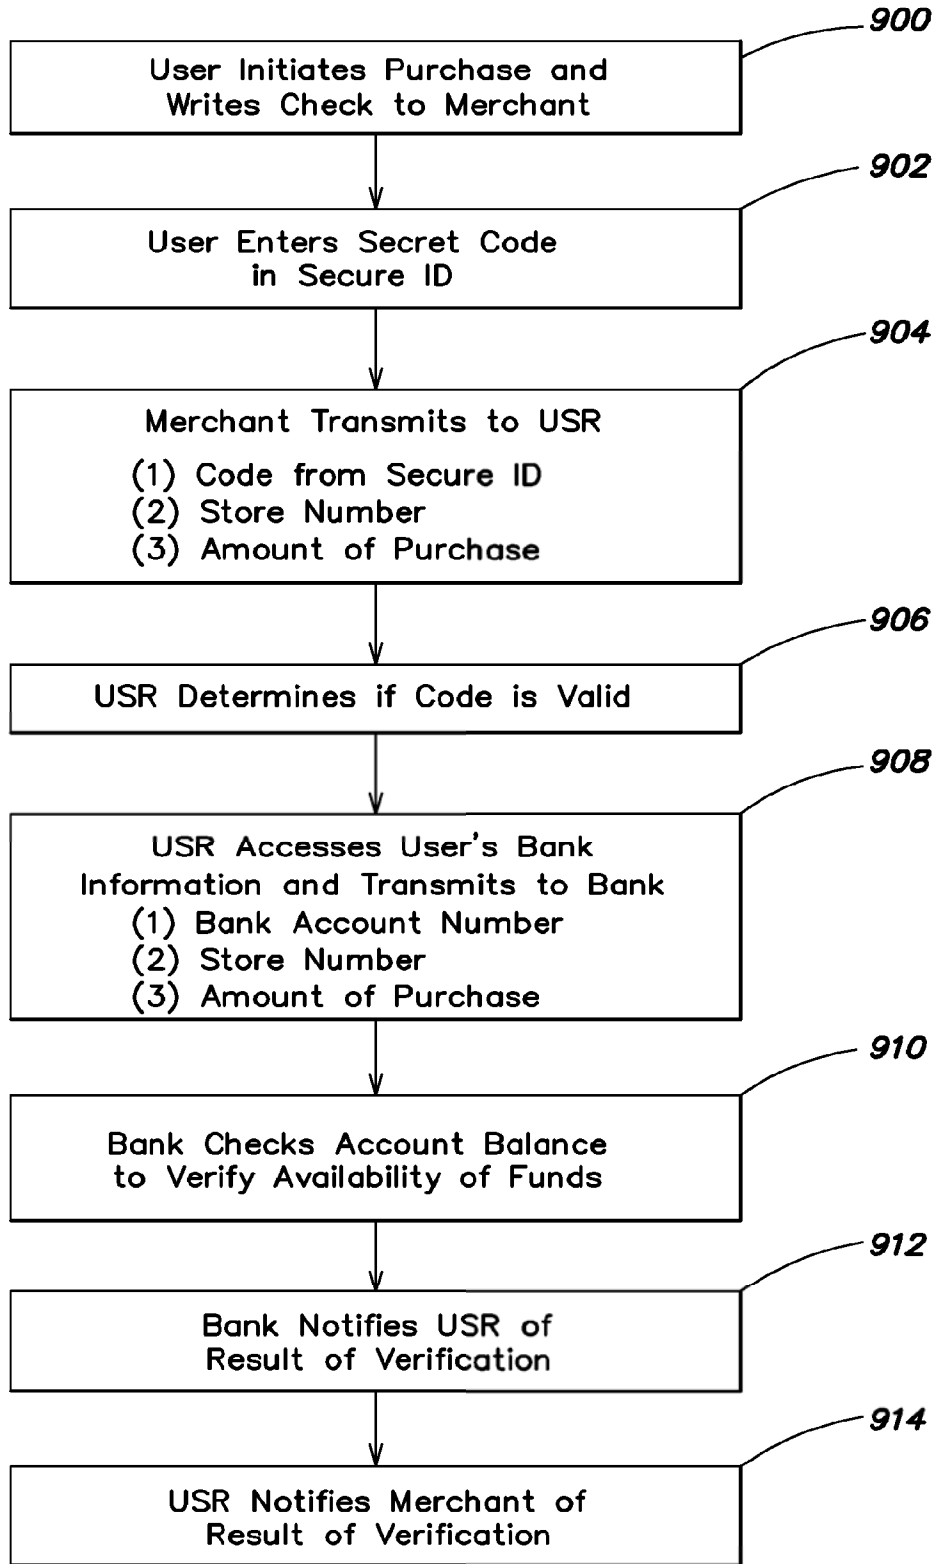 900
User Initiates Purchase and
Writes Check to Merchant
902
User Enters Secret Code
in Secure ID
904
Merchant Transmits to USR
(1) Code from Secure ID
(2) Store Number
(3) Amount of Purchase
906
USR Determines if Code is Valid
908
USR Accesses User's Bank
Information and Transmits to Bank
(1) Bank Account Number
(2) Store Number
(3) Amount of Purchase
910
Bank Checks Account Balance
to Verify Availability of Funds
912
Bank Notifies USR of
Result of Verification
914
USR Notifies Merchant of
Result of Verification